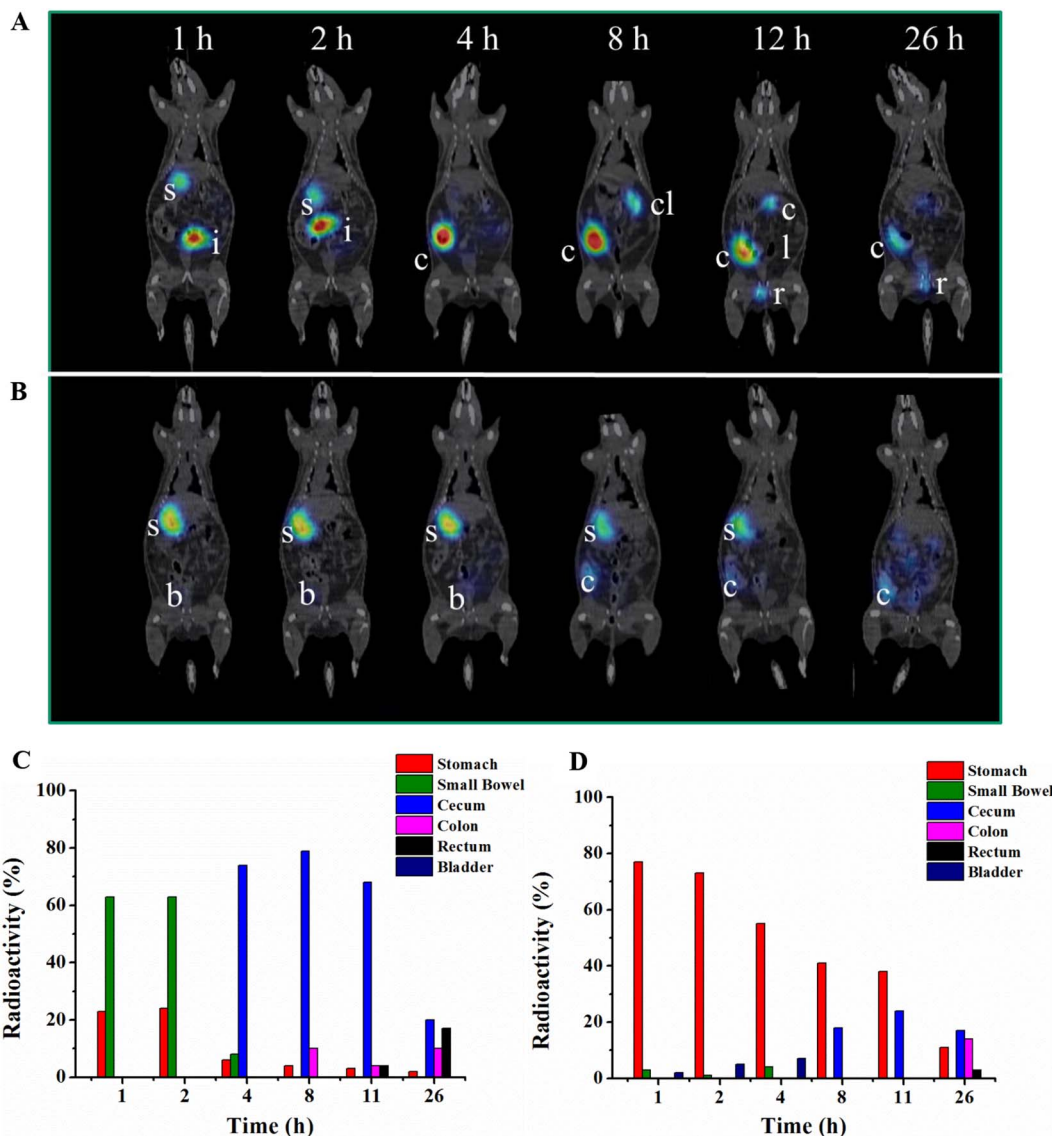 A
1 h 2 h 4 h 8 h 12 h 26 h
s s cl c
i i c c c l c
r r
B
s s s s s
b b b c c c
C
Stomach
Small Bowel
Cecum
Colon
Rectum
Bladder
100
80
60
40
20
0
Radioactivity (%)
1 2 4 8 11 26
Time (h)
D
Stomach
Small Bowel
Cecum
Colon
Rectum
Bladder
100
80
60
40
20
0
Radioactivity (%)
1 2 4 8 11 26
Time (h)